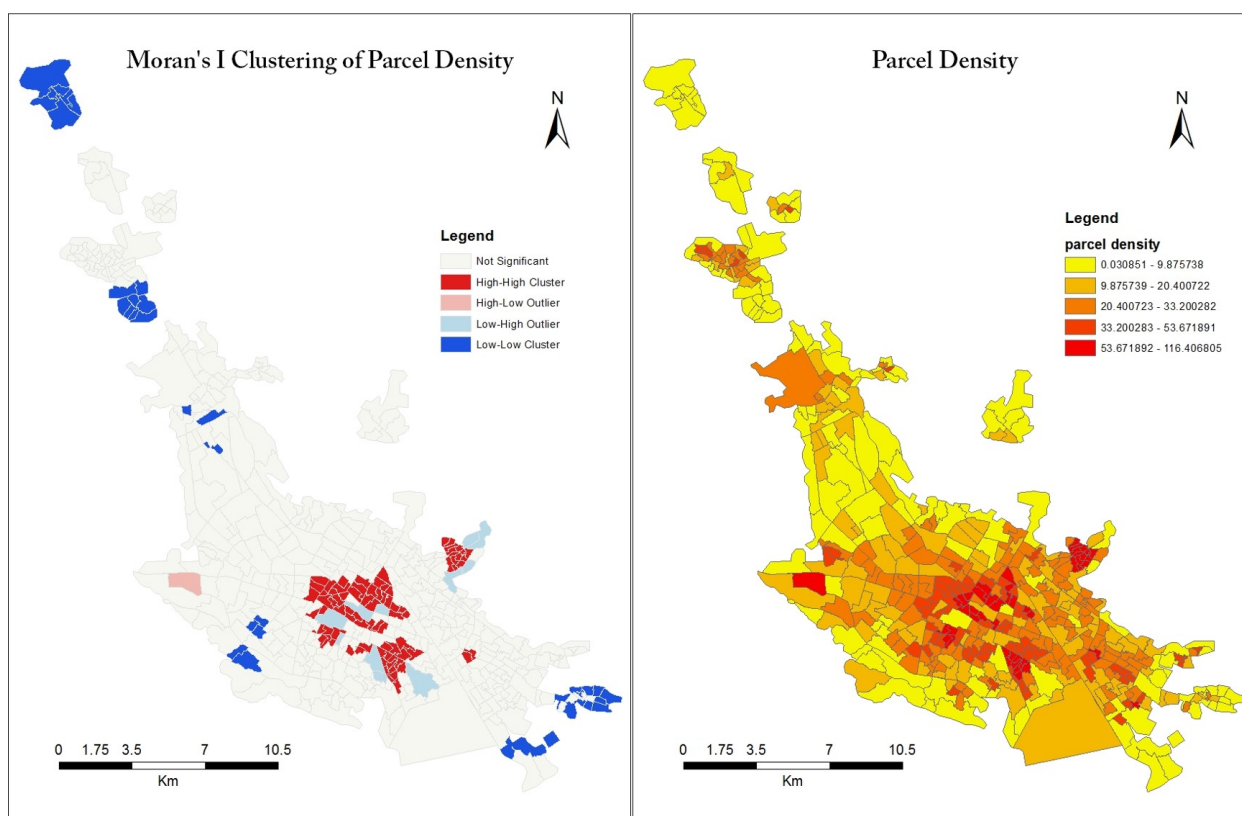 Moran's I Clustering of Parcel Density
N
Legend
Not Significant
High-High Cluster
High-Low Outlier
Low-High Outlier
Low-Low Cluster
0 1.75 3.5 7 10.5
Km
Parcel Density
N
Legend
parcel density
0.030851 - 9.875738
9.875739 - 20.400722
20.400723 - 33.200282
33.200283 - 53.671891
53.671892 - 116.406805
0 1.75 3.5 7 10.5
Km